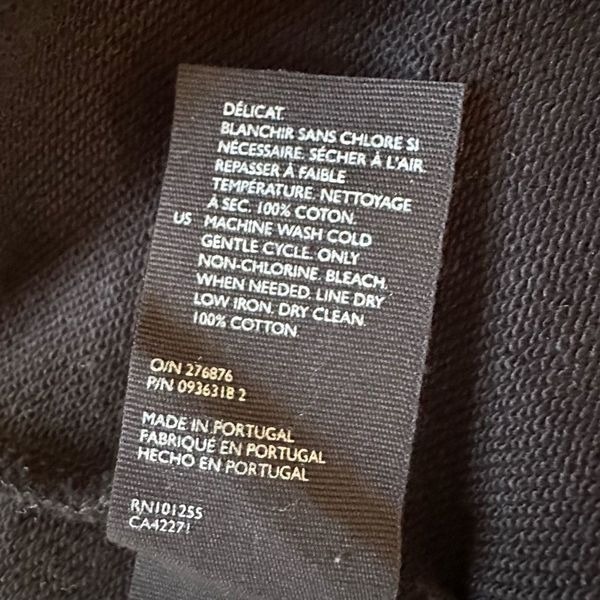 DÉLICAT.
BLANCHIR SANS CHLORE SI
NÉCESSAIRE. SÉCHER À L'AIR.
REPASSER À FAIBLE
TEMPÉRATURE. NETTOYAGE
À SEC. 100% COTON.
US MACHINE WASH COLD
GENTLE CYCLE. ONLY
NON-CHLORINE. BLEACH,
WHEN NEEDED. LINE DRY
LOW IRON. DRY CLEAN.
100% COTTON.
O/N 276876
P/N 0936318 2
MADE IN PORTUGAL
FABRIQUÉ EN PORTUGAL
HECHO EN PORTUGAL
RN101255
CA42271